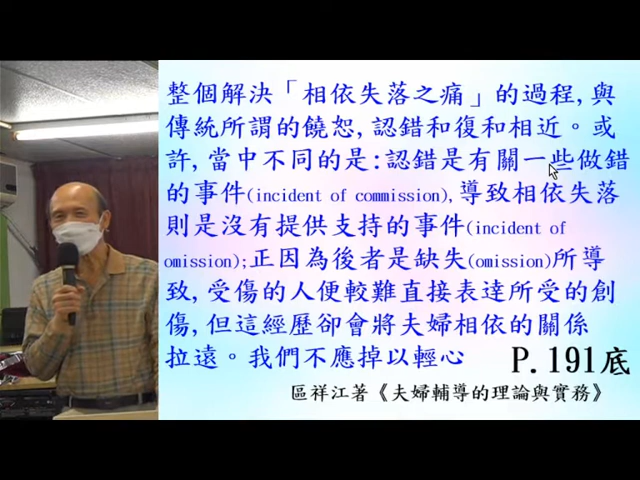 整個解決「相依失落之痛」的過程,與
傳統所謂的饒恕,認錯和復和相近。或
許,當中不同的是:認錯是有關一些做錯
的事件(incident of commission),導致相依失落
則是沒有提供支持的事件(incident of
omission);正因為後者是缺失(omission)所導
致,受傷的人便較難直接表達所受的創
傷,但這經歷卻會將夫婦相依的關係
拉遠。我們不應掉以輕心
P.191底
區祥江著《夫婦輔導的理論與實務》